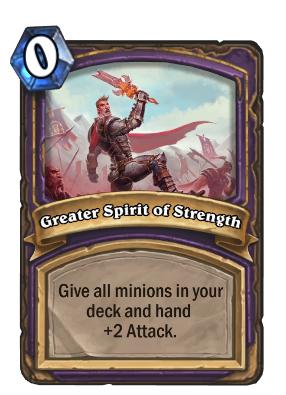 0
Greater Spirit of Strength
Give all minions in your
deck and hand
+2 Attack.